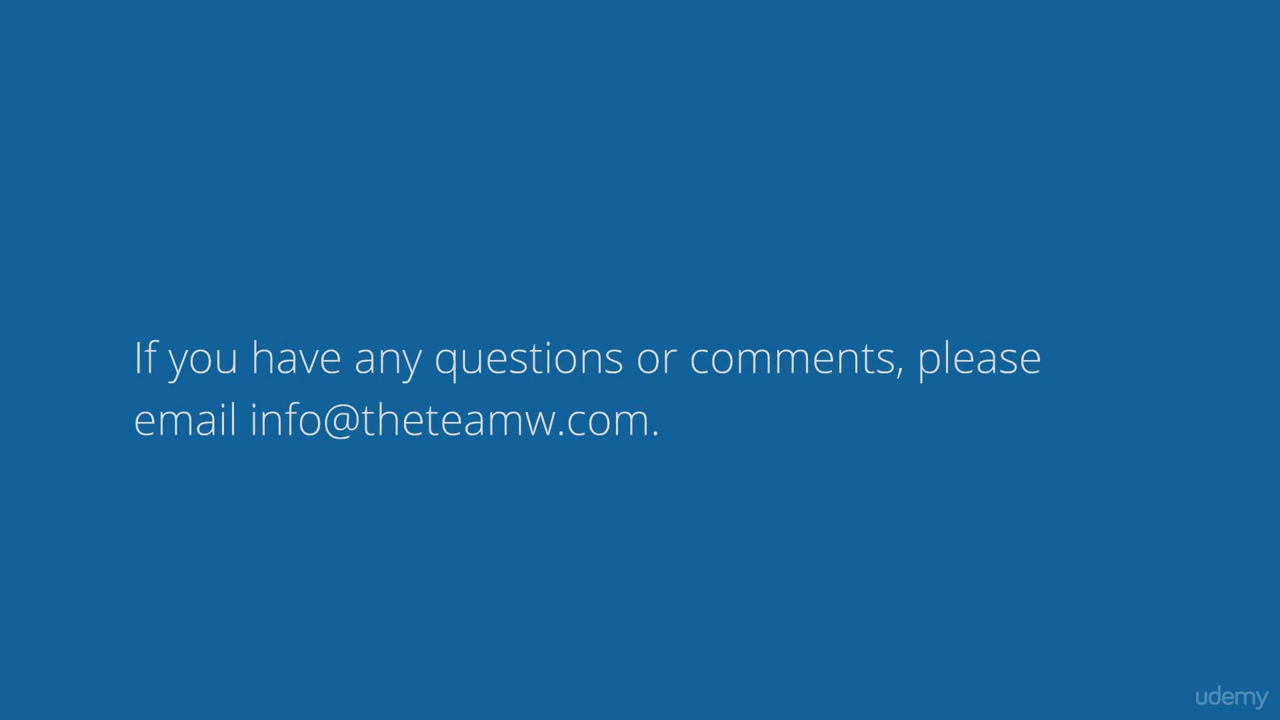 If you have any questions or comments, please
email info@theteamw.com.
udemy